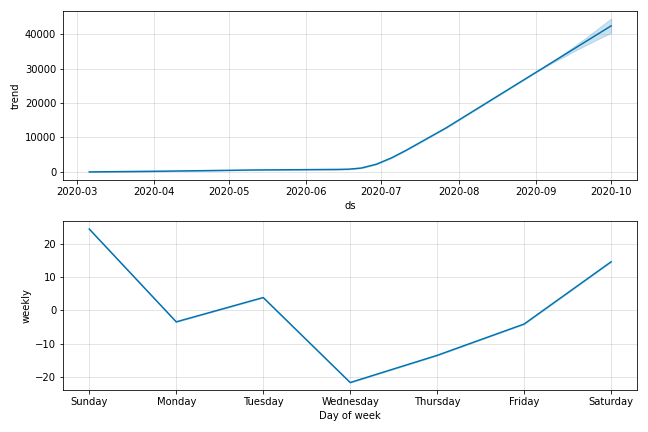 40000
30000
20000
10000
0
trend
2020-03 2020-04 2020-05 2020-06 2020-07 2020-08 2020-09 2020-10
ds
20
10
0
−10
−20
weekly
Sunday Monday Tuesday Wednesday Thursday Friday Saturday
Day of week